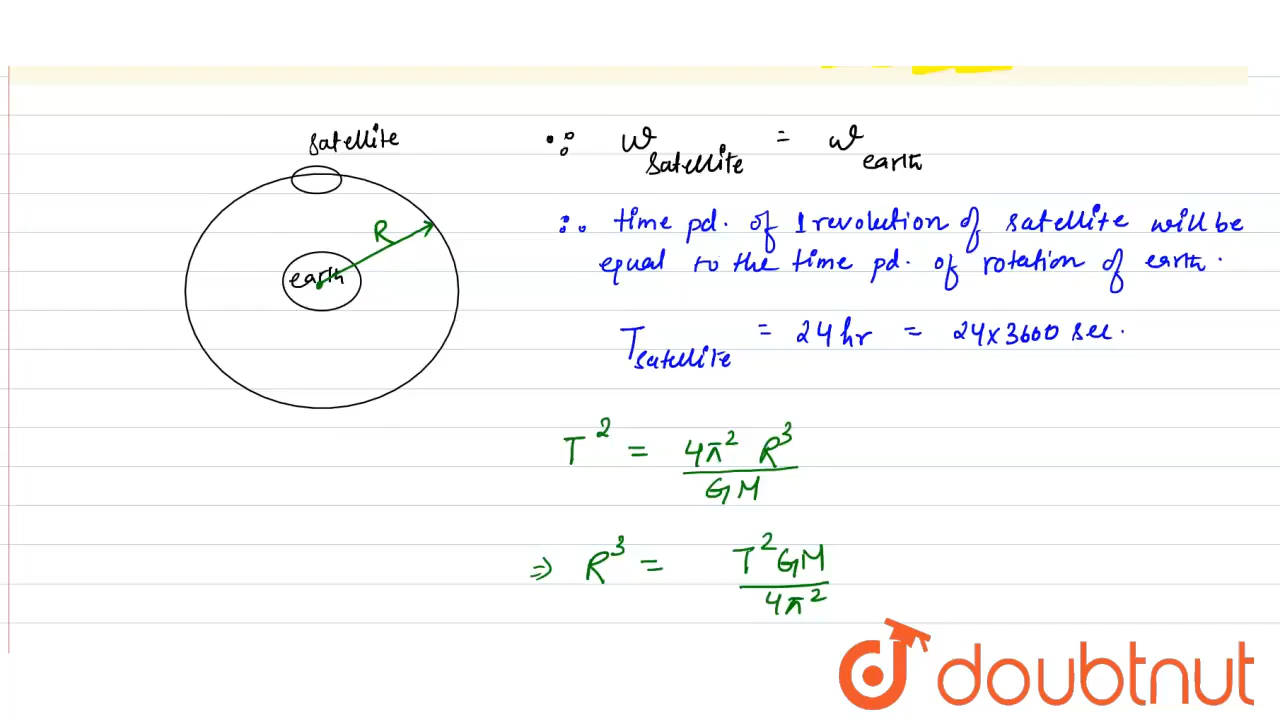 satellite
R
earth
∵ ω satellite = ω earth
∴ time pd. of 1 revolution of satellite will be
equal to the time pd. of rotation of earth.
T satellite = 24 hr = 24×3600 sec.
T² = 4π² R³ / GM
⇒ R³ = T² GM / 4π²
doubtnut